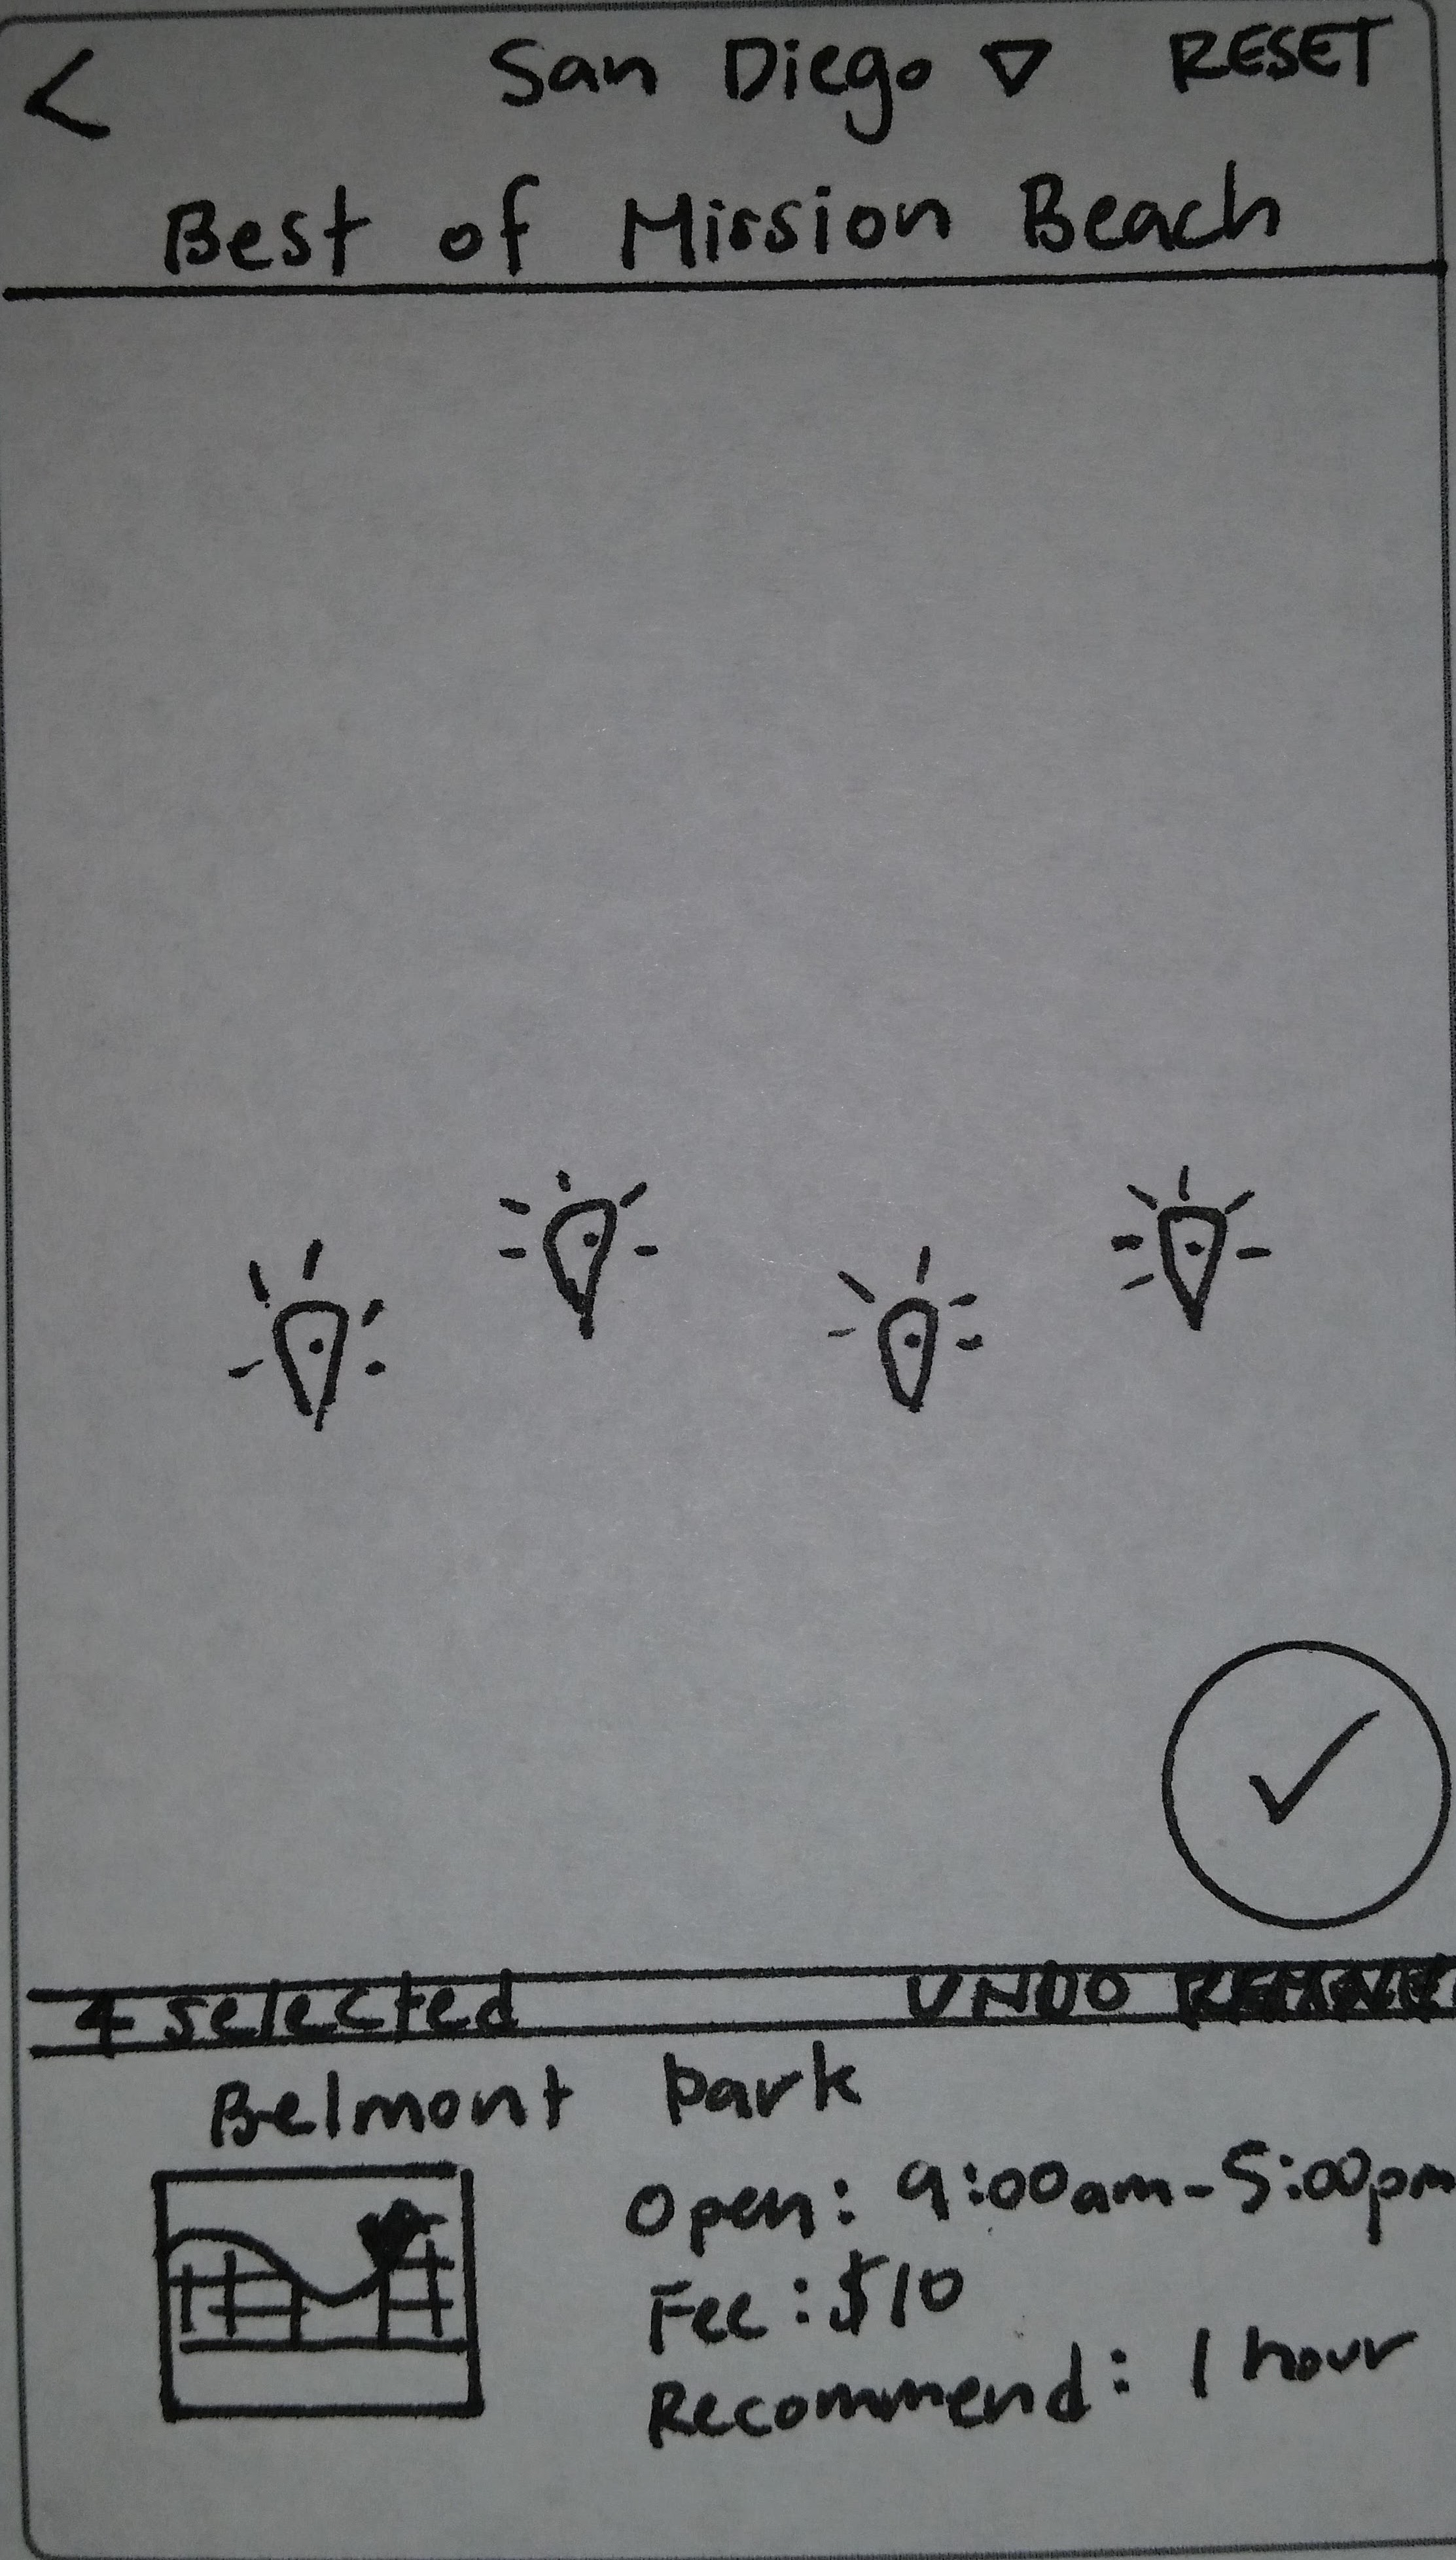 San Diego RESET
Best of Mission Beach
4 selected UNDO
Belmont park
Open: 9:00am-5:00pm
Fee: $10
Recommend: 1 hour